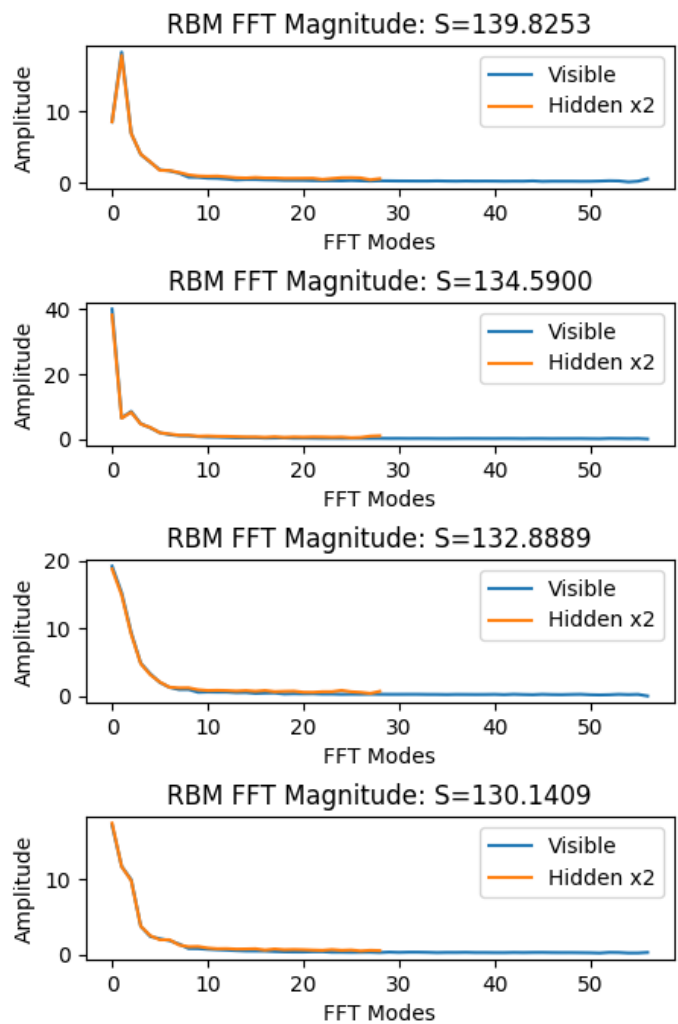 RBM FFT Magnitude: S=139.8253
Amplitude
10
0
Visible
Hidden x2
0 10 20 30 40 50
FFT Modes
RBM FFT Magnitude: S=134.5900
Amplitude
40
20
0
Visible
Hidden x2
0 10 20 30 40 50
FFT Modes
RBM FFT Magnitude: S=132.8889
Amplitude
20
10
0
Visible
Hidden x2
0 10 20 30 40 50
FFT Modes
RBM FFT Magnitude: S=130.1409
Amplitude
10
0
Visible
Hidden x2
0 10 20 30 40 50
FFT Modes